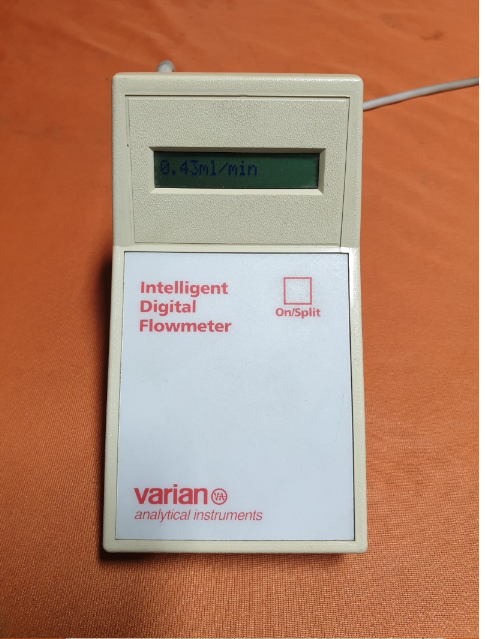 0.43ml/min
Intelligent
Digital
Flowmeter
On/Split
varian
analytical instruments